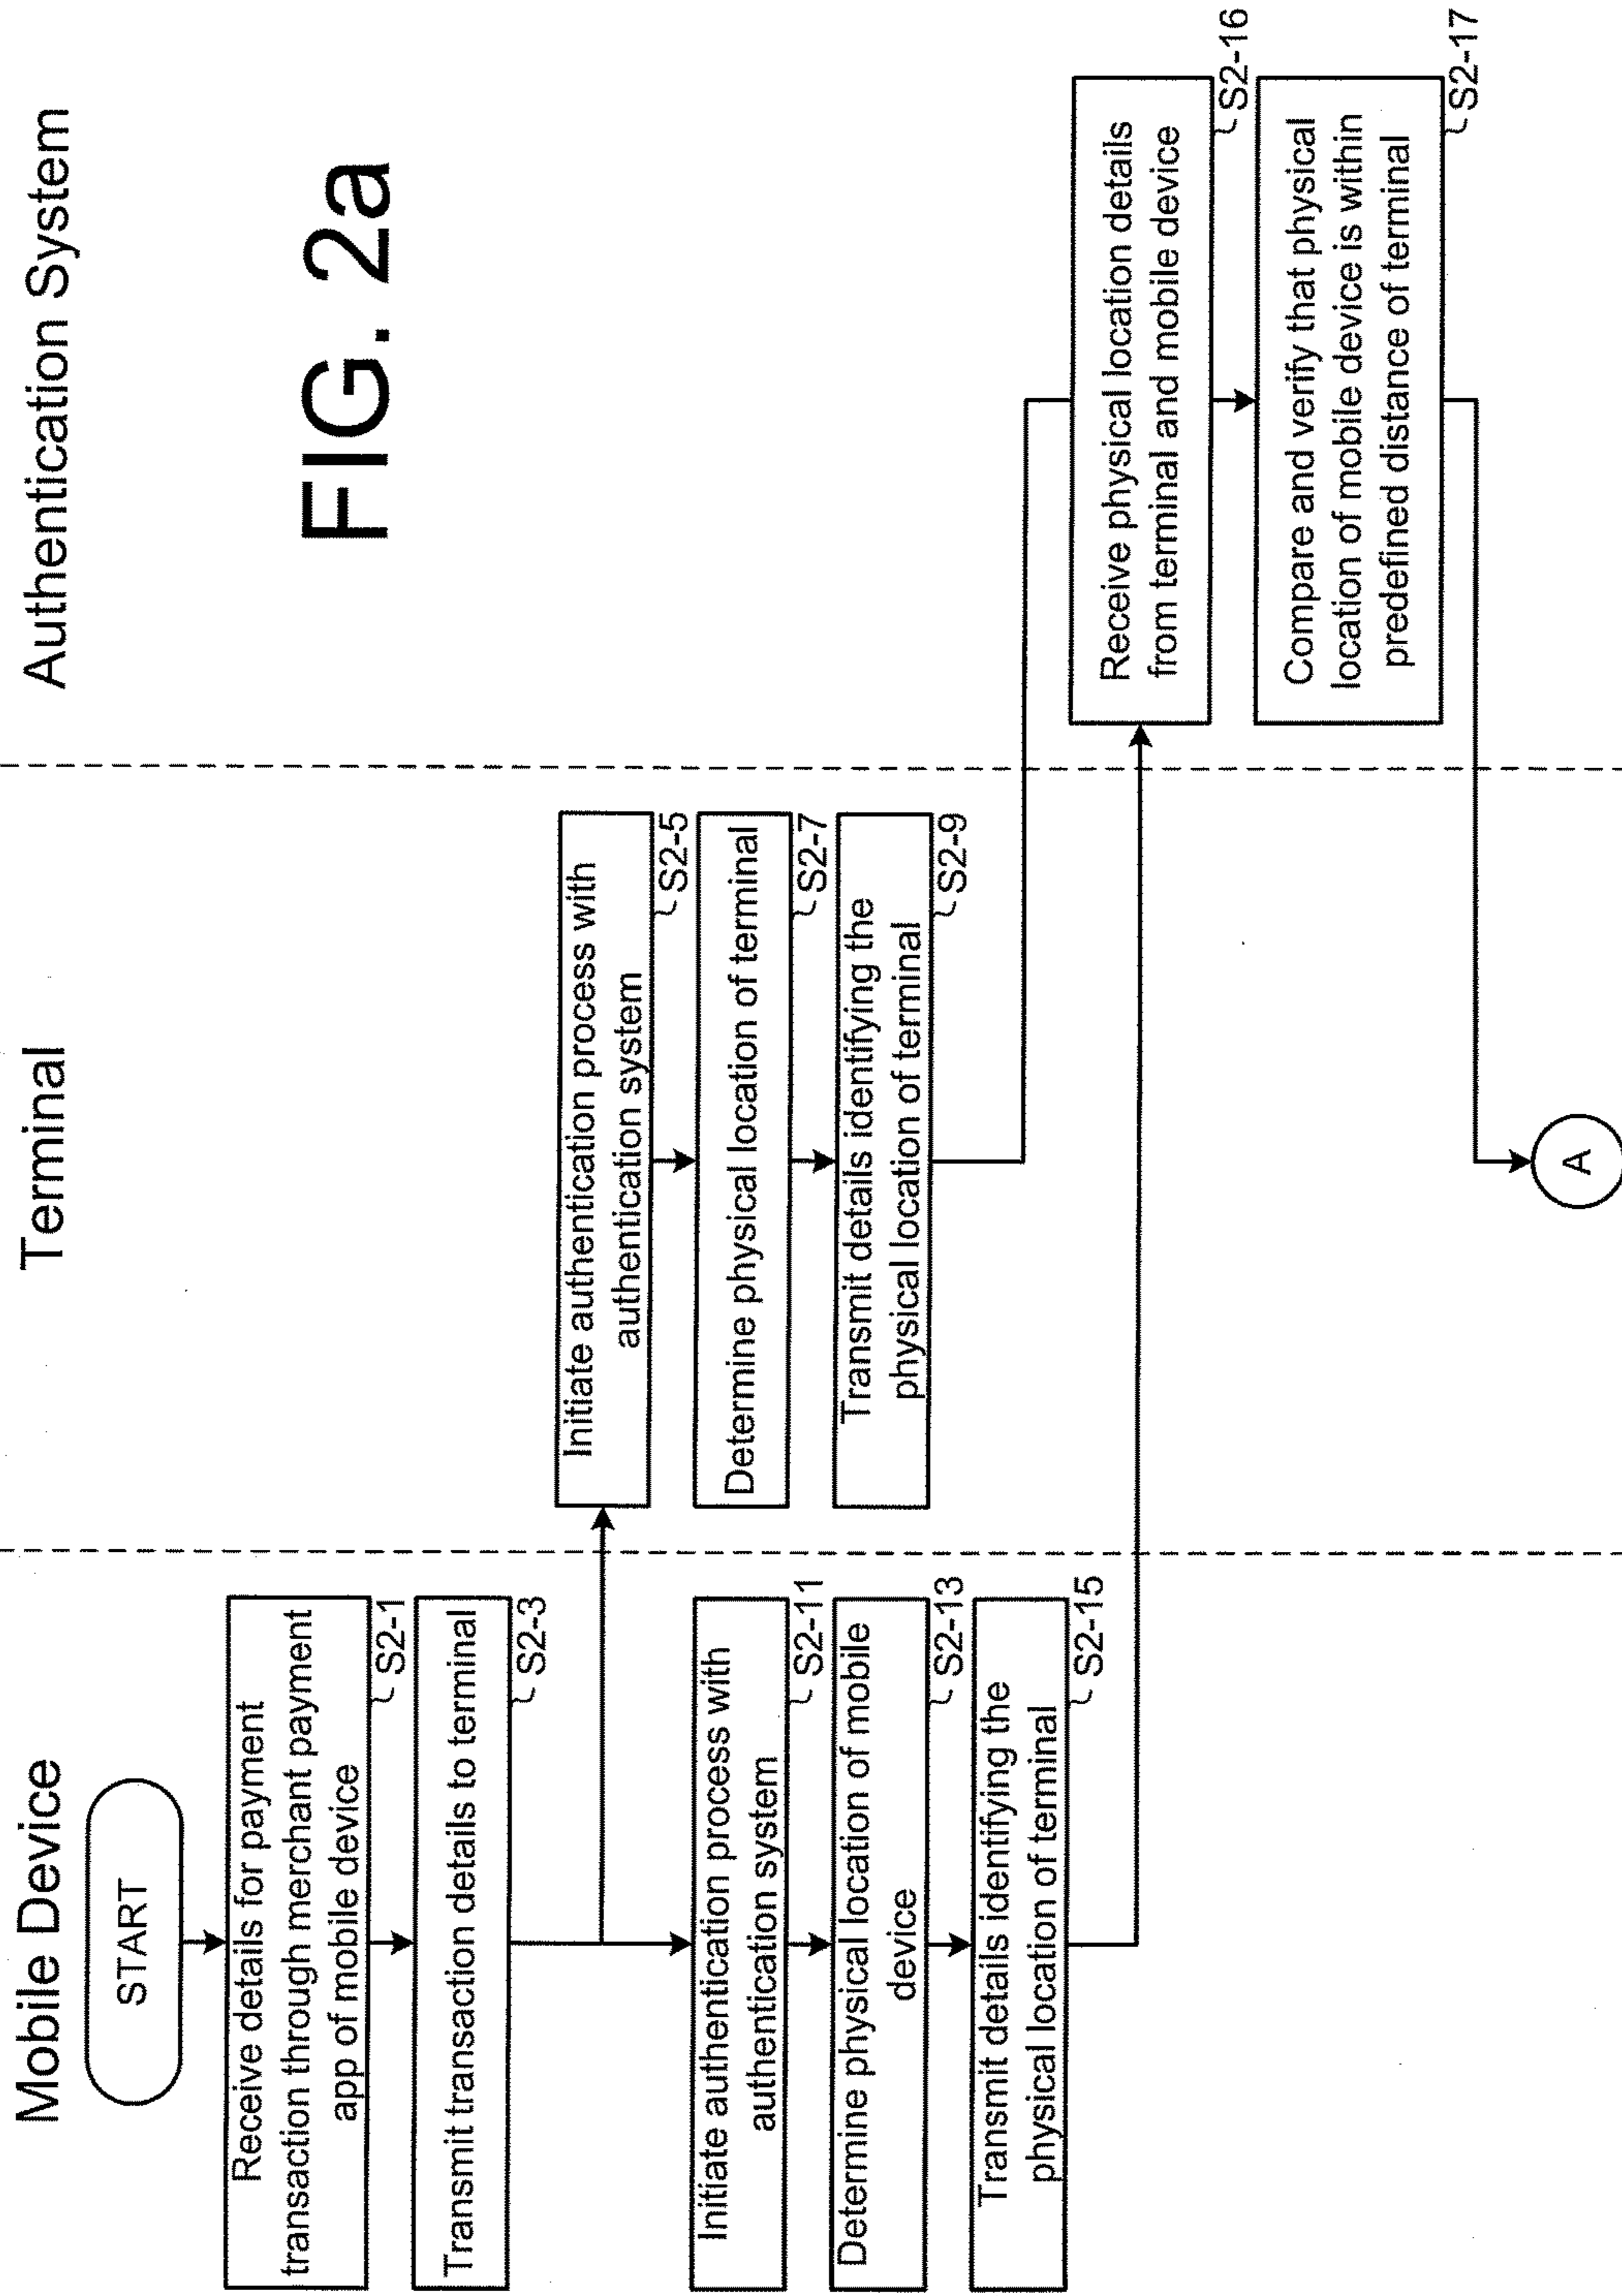 Mobile Device
Terminal
Authentication System
FIG. 2a
START
Receive details for payment
transaction through merchant payment
app of mobile device
S2-1
Transmit transaction details to terminal
S2-3
Initiate authentication process with
authentication system
S2-5
Determine physical location of terminal
S2-7
Transmit details identifying the
physical location of terminal
S2-9
Initiate authentication process with
authentication system
S2-11
Determine physical location of mobile
device
S2-13
Transmit details identifying the
physical location of terminal
S2-15
Receive physical location details
from terminal and mobile device
S2-16
Compare and verify that physical
location of mobile device is within
predefined distance of terminal
S2-17
A